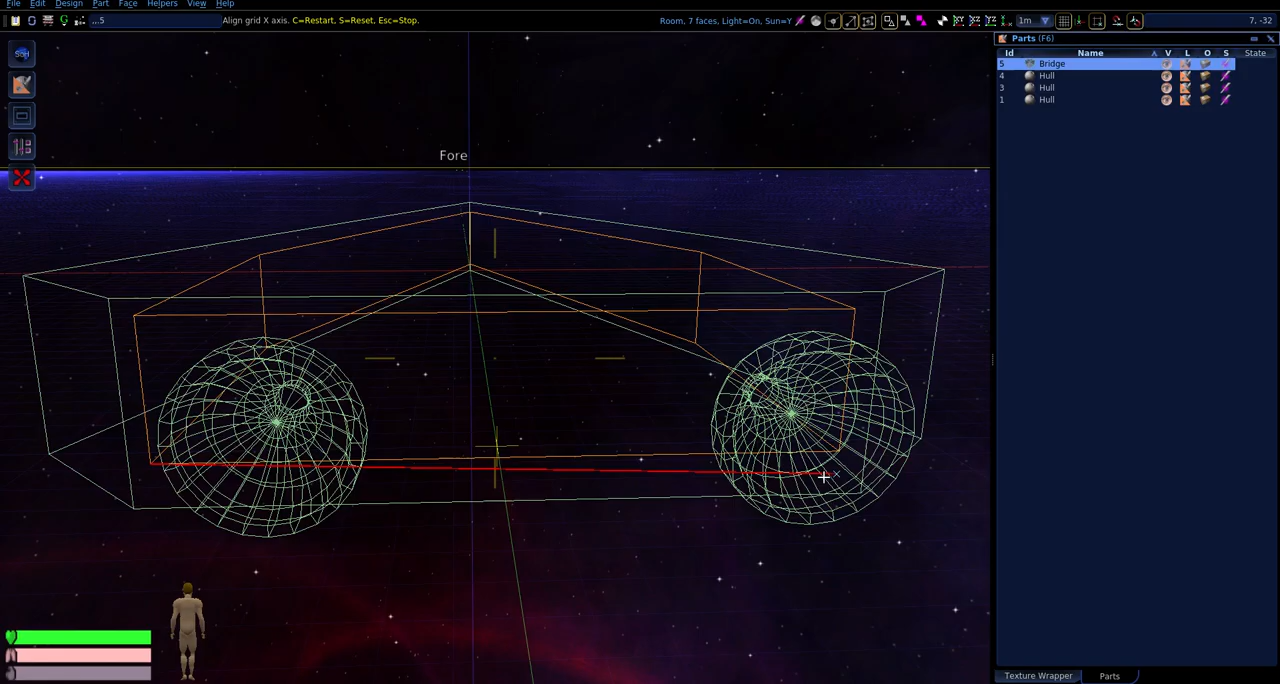 File Edit Design Part Face Helpers View Help
...5 Align grid X axis. C=Restart, S=Reset, Esc=Stop. Room. 7 faces, Light=On, Sun=Y 1m 7, -32
Parts (F6)
Id Name V L O S State
5 Bridge
4 Hull
3 Hull
1 Hull
Fore
Texture Wrapper Parts